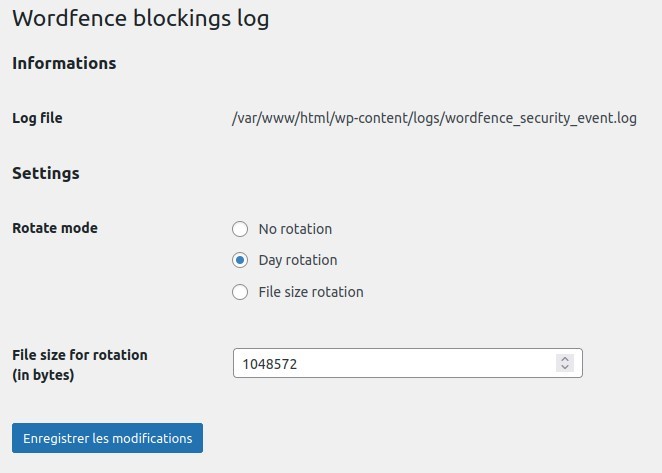 Wordfence blockings log
Informations
Log file /var/www/html/wp-content/logs/wordfence_security_event.log
Settings
Rotate mode
No rotation
Day rotation
File size rotation
File size for rotation
(in bytes)
1048572
Enregistrer les modifications